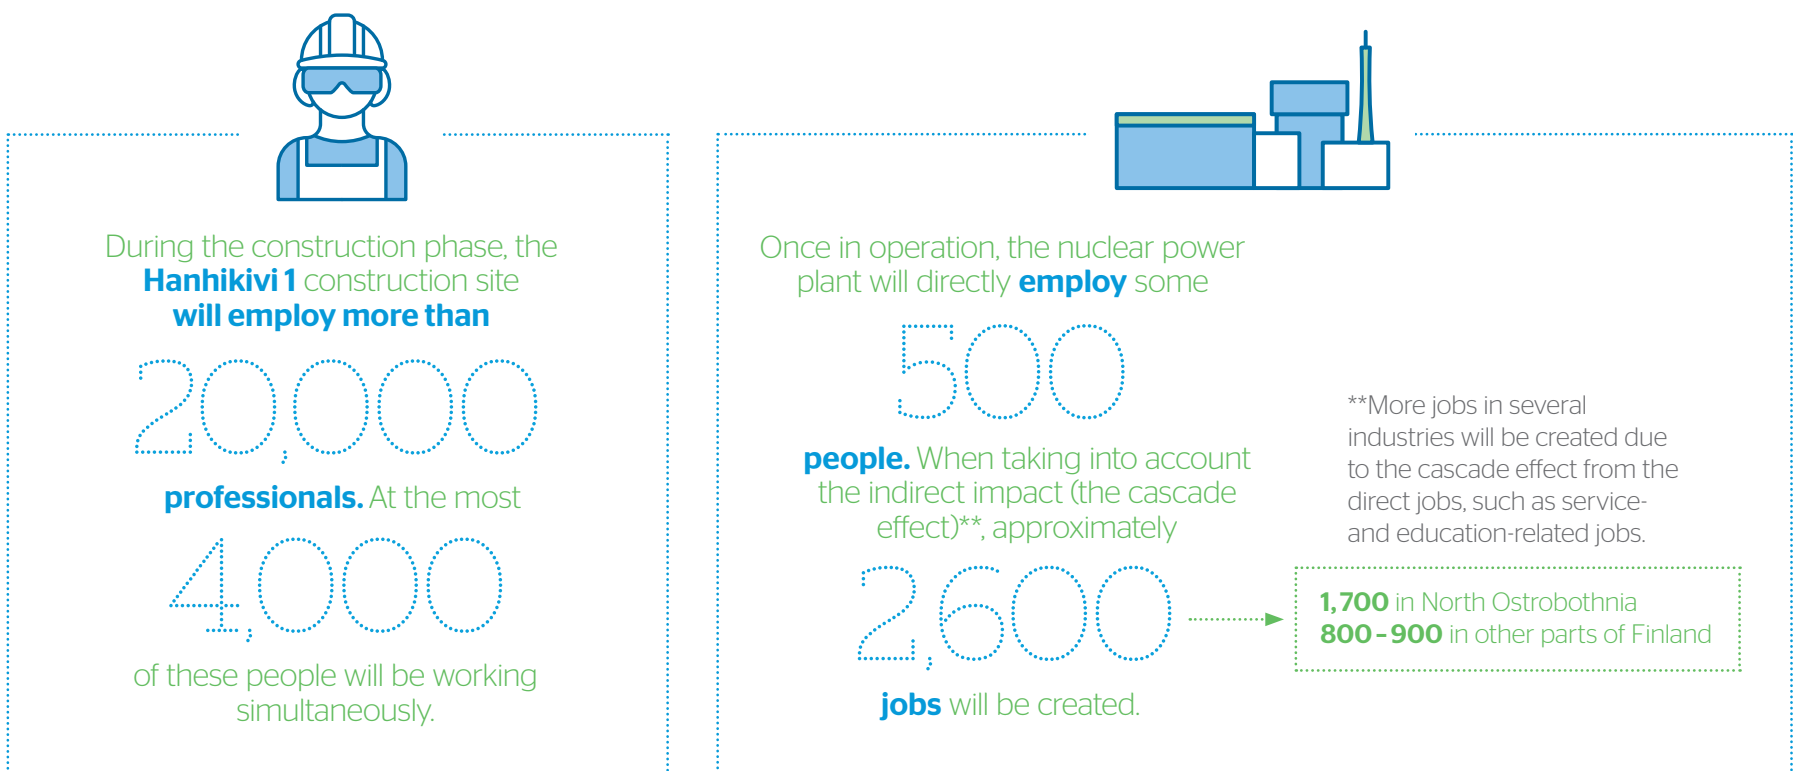 During the construction phase, the
Hanhikivi 1 construction site
will employ more than
20,000
professionals. At the most
4,000
of these people will be working
simultaneously.
Once in operation, the nuclear power
plant will directly employ some
500
people. When taking into account
the indirect impact (the cascade
effect)**, approximately
2,600
jobs will be created.
**More jobs in several
industries will be created due
to the cascade effect from the
direct jobs, such as service-
and education-related jobs.
1,700 in North Ostrobothnia
800–900 in other parts of Finland